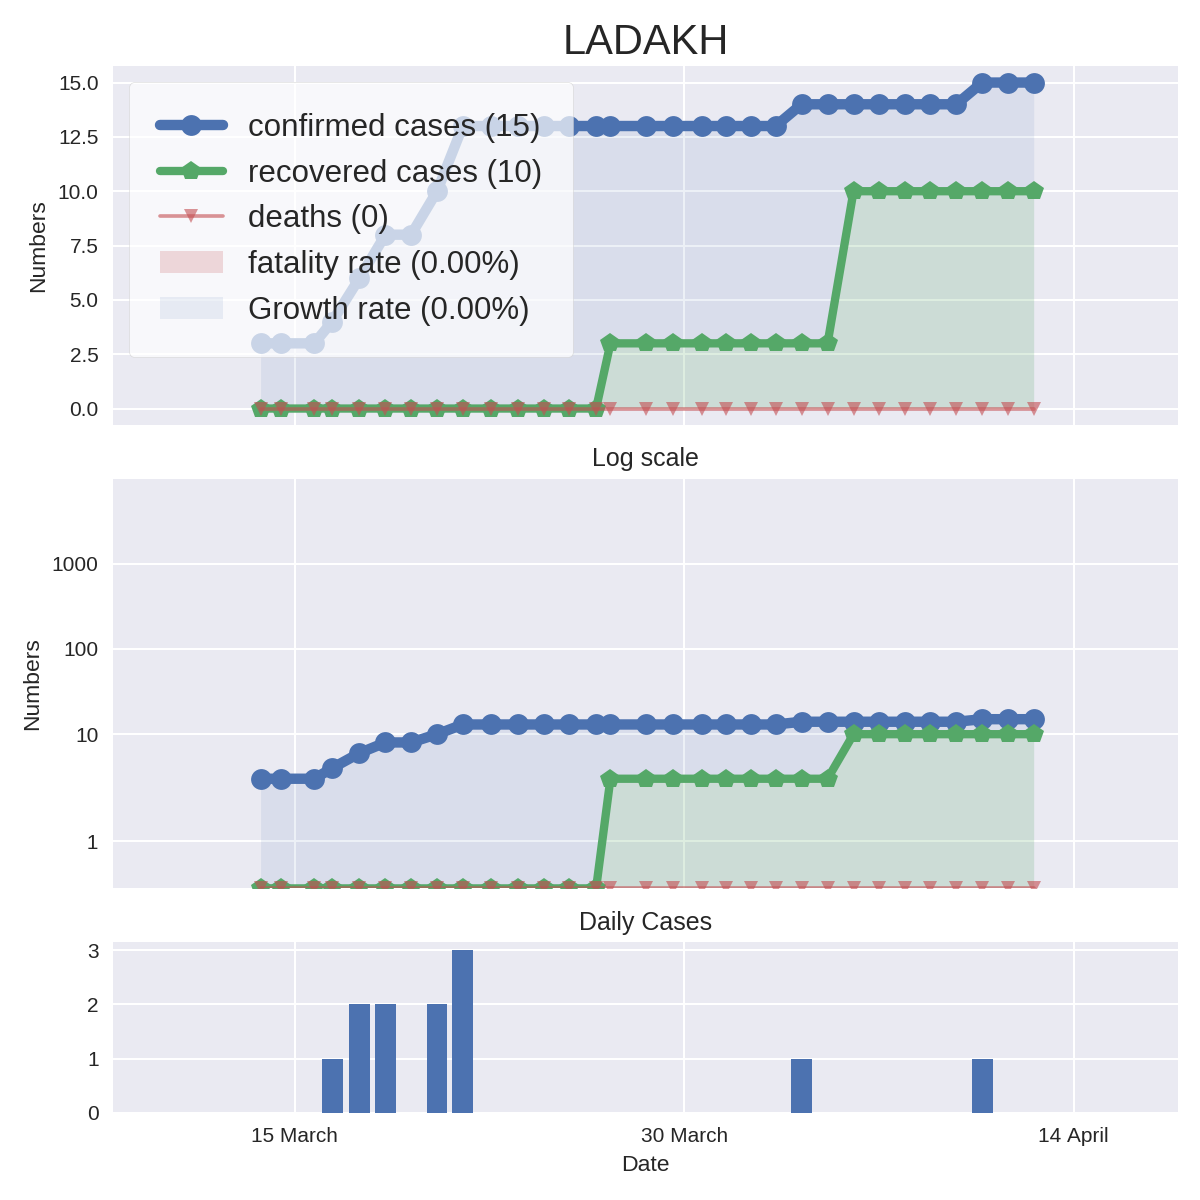 LADAKH
15.0
12.5
10.0
7.5
5.0
2.5
0.0
Numbers
confirmed cases (15)
recovered cases (10)
deaths (0)
fatality rate (0.00%)
Growth rate (0.00%)
Log scale
1000
100
10
1
Numbers
Daily Cases
3
2
1
0
15 March
30 March
14 April
Date